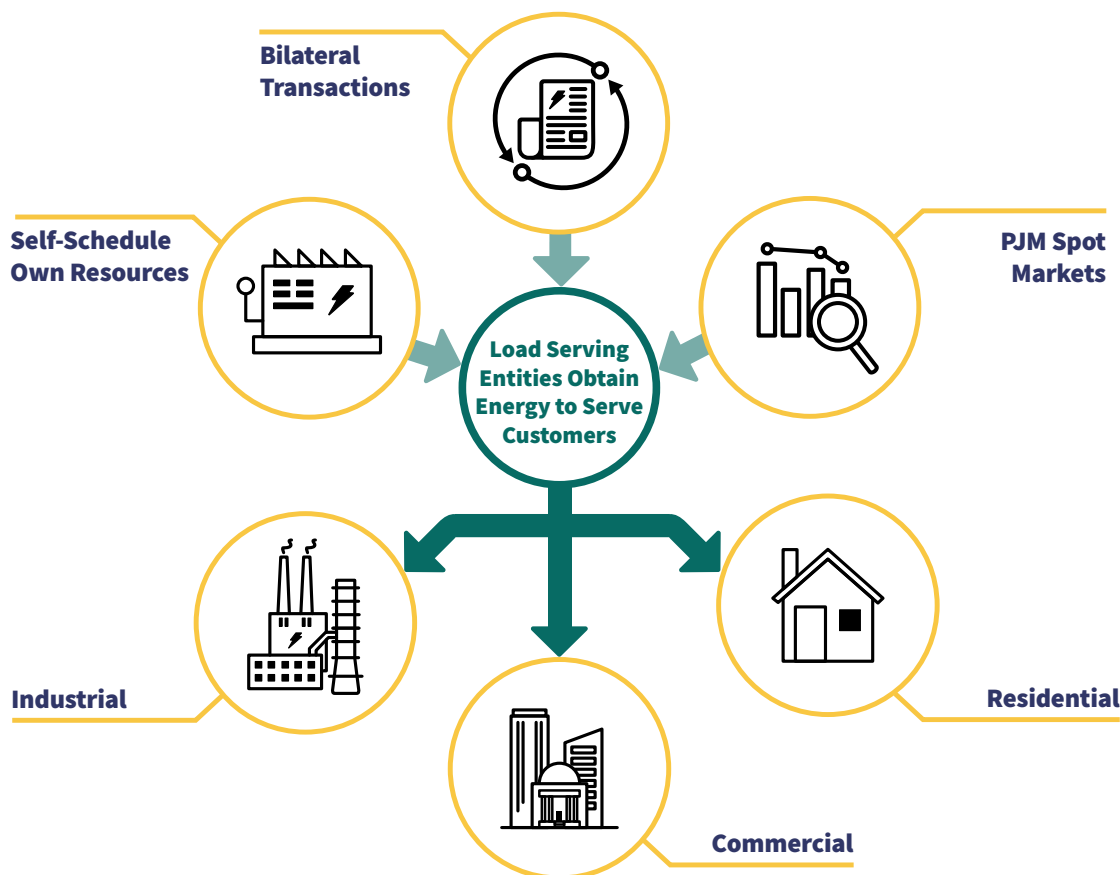 Bilateral
Transactions
Self-Schedule
Own Resources
PJM Spot
Markets
Load Serving
Entities Obtain
Energy to Serve
Customers
Industrial
Residential
Commercial